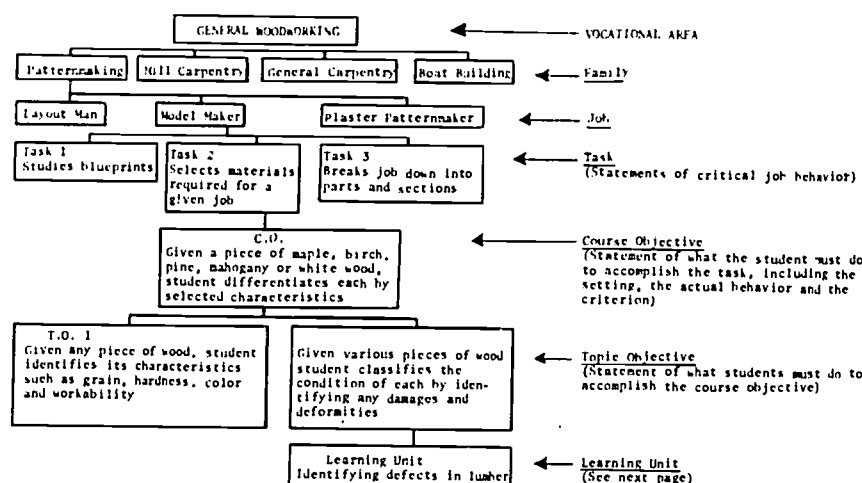 GENERAL WOODWORKING
VOCATIONAL AREA
Patternmaking
Mill Carpentry
General Carpentry
Boat Building
Family
Layout Man
Model Maker
Plaster Patternmaker
Job
Task 1
Studies blueprints
Task 2
Selects materials
required for a
given job
Task 3
Breaks job down into
parts and sections
Task
(Statements of critical job behavior)
C.O.
Given a piece of maple, birch,
pine, mahogany or white wood,
student differentiates each by
selected characteristics
Course Objective
(Statement of what the student must do
to accomplish the task, including the
setting, the actual behavior and the
criterion)
T.O. 1
Given any piece of wood, student
identifies its characteristics
such as grain, hardness, color
and workability
Given various pieces of wood
student classifies the
condition of each by iden-
tifying any damages and
deformities
Topic Objective
(Statement of what students must do to
accomplish the course objective)
Learning Unit
Identifying defects in lumber
Learning Unit
(See next page)